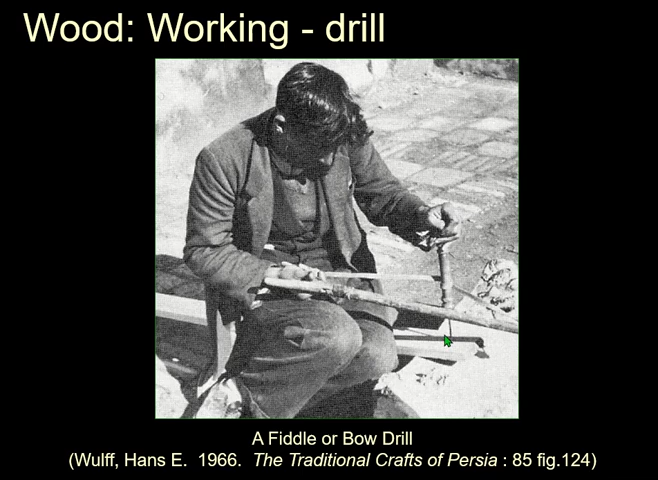 Wood: Working - drill
A Fiddle or Bow Drill
(Wulff, Hans E.  1966.  The Traditional Crafts of Persia : 85 fig.124)